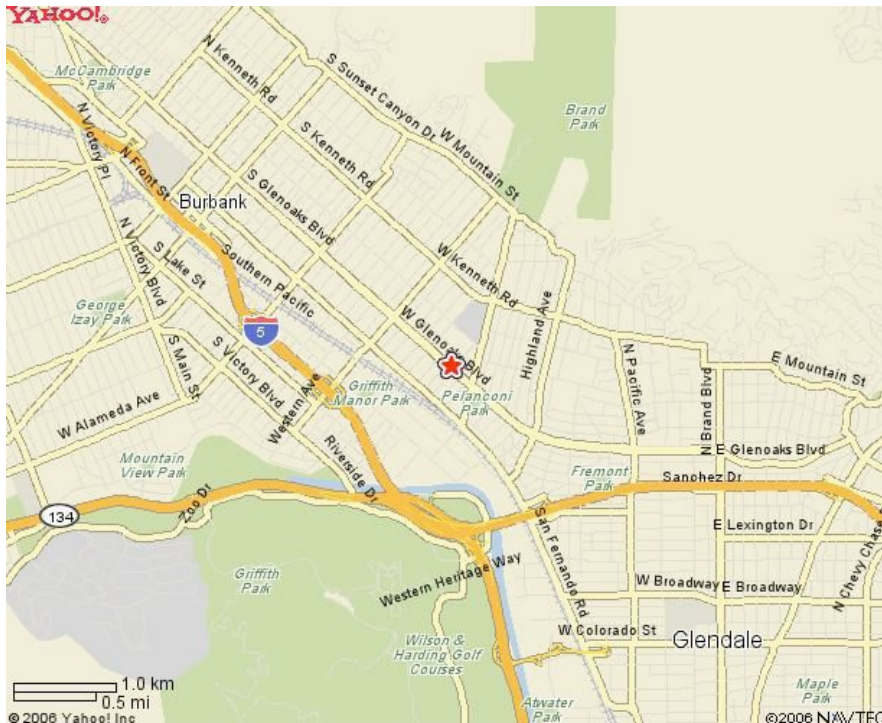 YAHOO!®
McCambridge
Park
N Kenneth Rd
S Sunset Canyon Dr
W Mountain St
Brand
Park
N Victory Pl
N Front St
S Kenneth Rd
Burbank
S Glenoaks Blvd
N Victory Blvd
S Lake St
Southern Pacific
W Kenneth Rd
George
Izay Park
5
W Glenoaks Blvd
Highland Ave
S Main St
S Victory Blvd
Western Ave
Griffith
Manor Park
Pelanconi
Park
N Pacific Ave
N Brand Blvd
E Mountain St
W Alameda Ave
Mountain
View Park
Riverside Dr
E Glenoaks Blvd
Fremont
Park
Sanchez Dr
134
Zoo Dr
San Fernando Rd
E Lexington Dr
N Chevy Chase
Griffith
Park
Western Heritage Way
W Broadway
E Broadway
Wilson &
Harding Golf
Courses
W Colorado St
Glendale
1.0 km
0.5 mi
Atwater
Park
Maple
Park
© 2006 Yahoo! Inc
©2006 NAVTEQ